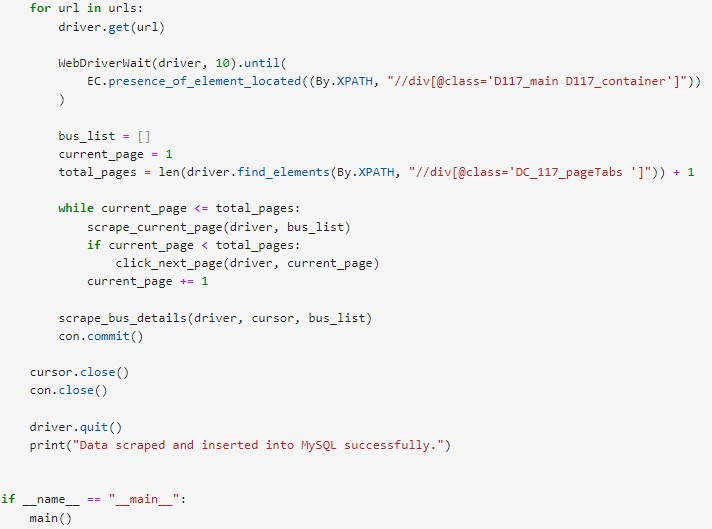 for url in urls:
driver.get(url)
WebDriverWait(driver, 10).until(
EC.presence_of_element_located((By.XPATH, "//div[@class='D117_main D117_container']"))
)
bus_list = []
current_page = 1
total_pages = len(driver.find_elements(By.XPATH, "//div[@class='DC_117_pageTabs ']")) + 1
while current_page <= total_pages:
scrape_current_page(driver, bus_list)
if current_page < total_pages:
click_next_page(driver, current_page)
current_page += 1
scrape_bus_details(driver, cursor, bus_list)
con.commit()
cursor.close()
con.close()
driver.quit()
print("Data scraped and inserted into MySQL successfully.")
if __name__ == "__main__":
main()